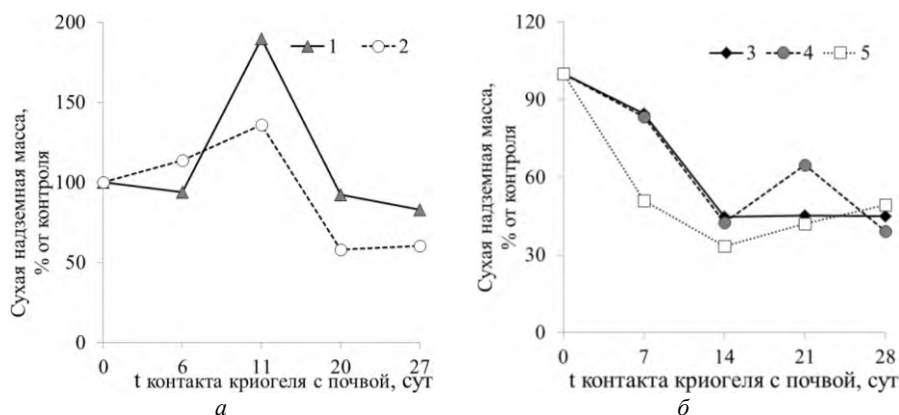 Сухая надземная масса,
% от контроля
200
150
100
50
0
1 2
0 6 11 20 27
t контакта криогеля с почвой, сут
а
Сухая надземная масса,
% от контроля
120
90
60
30
0
3 4 5
0 7 14 21 28
t контакта криогеля с почвой, сут
б